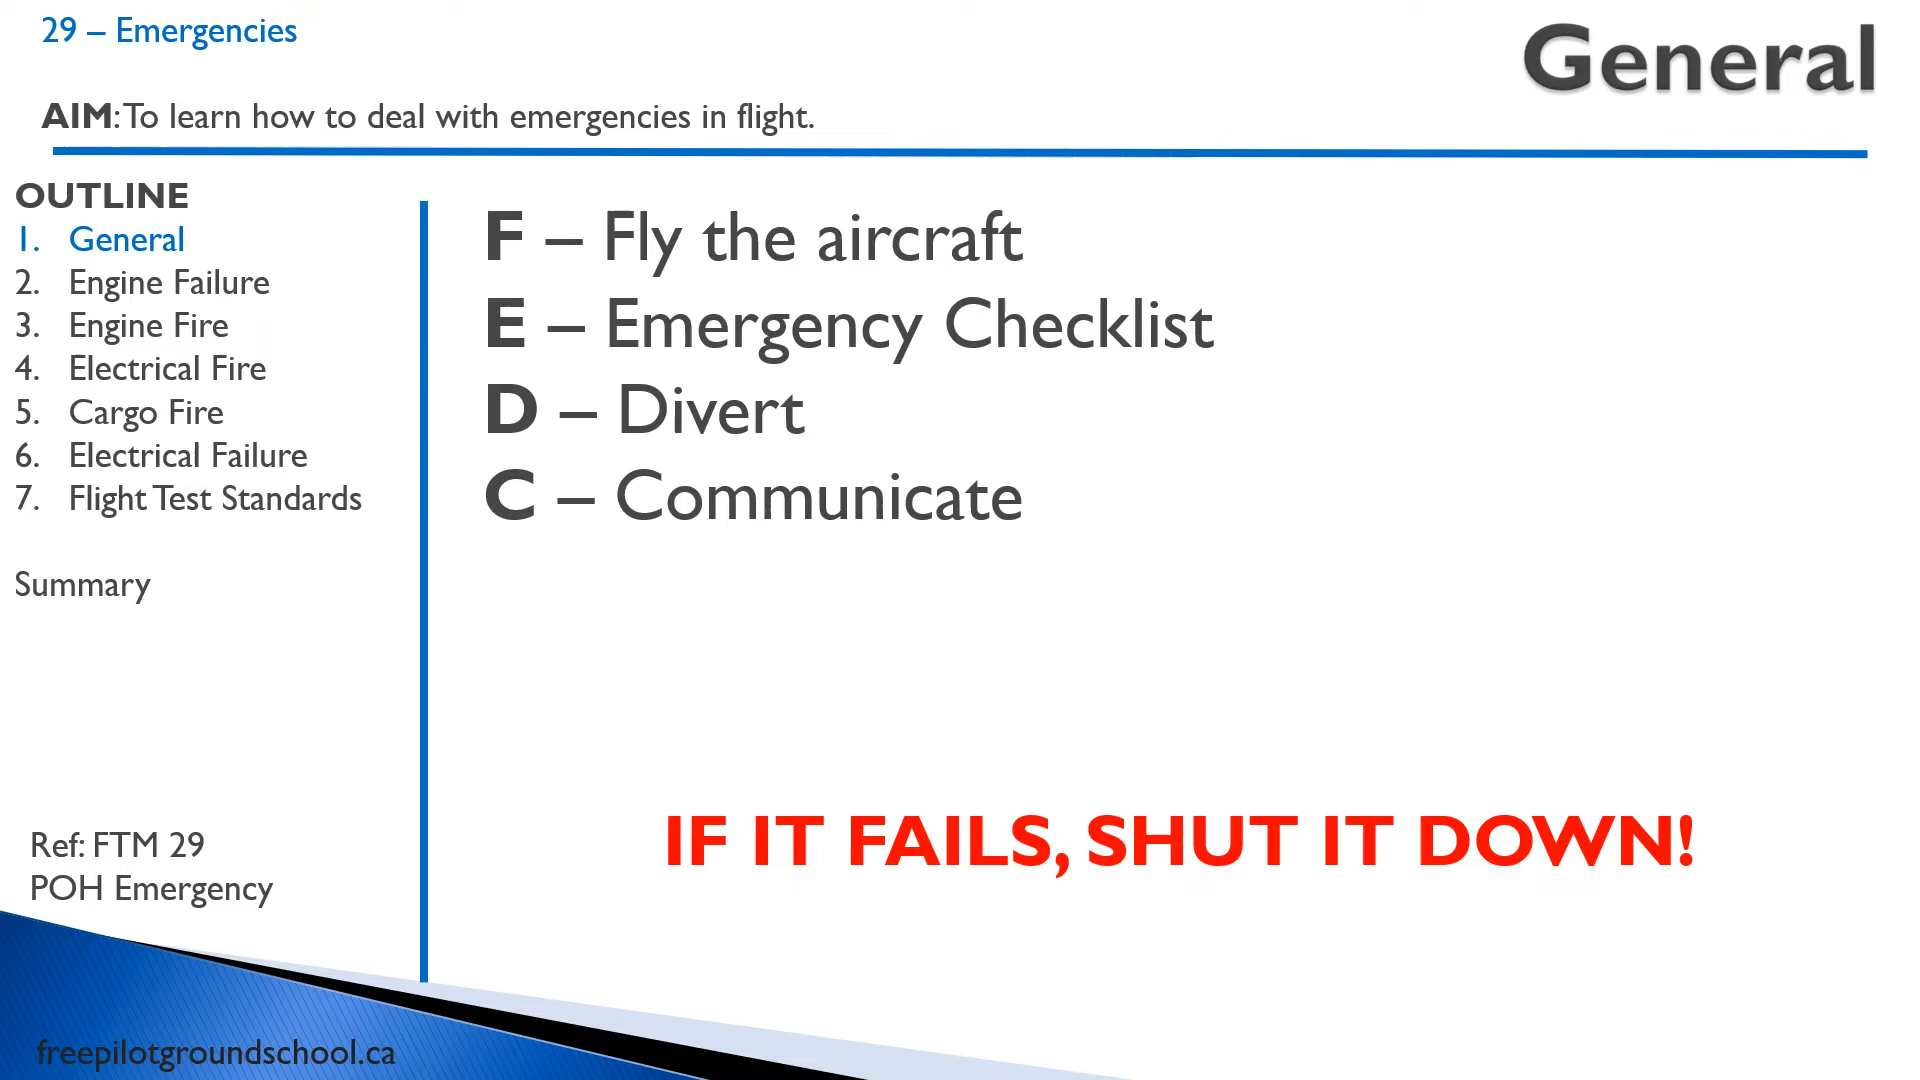 29 – Emergencies
General
AIM: To learn how to deal with emergencies in flight.
OUTLINE
1. General
2. Engine Failure
3. Engine Fire
4. Electrical Fire
5. Cargo Fire
6. Electrical Failure
7. Flight Test Standards
Summary
Ref: FTM 29
POH Emergency
F – Fly the aircraft
E – Emergency Checklist
D – Divert
C – Communicate
IF IT FAILS, SHUT IT DOWN!
freepilotgroundschool.ca